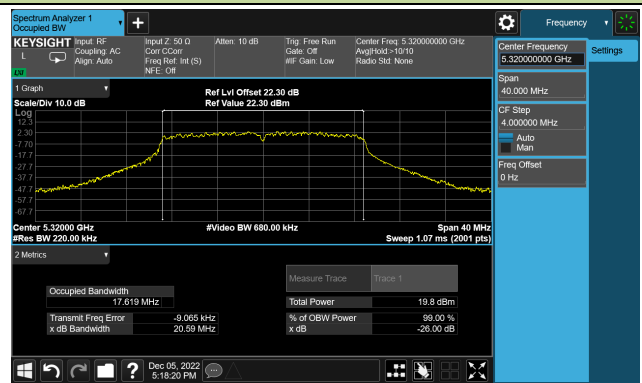 Spectrum Analyzer 1
Occupied BW
Frequency
KEYSIGHT
Input: RF
Coupling: AC
Align: Auto
Input Z: 50 Ω
Corr CCorr
Freq Ref: Int (S)
NFE: Off
Atten: 10 dB
Trig: Free Run
Gate: Off
#IF Gain: Low
Center Freq: 5.320000000 GHz
Avg|Hold:>10/10
Radio Std: None
L
Center Frequency
5.320000000 GHz
Settings
Span
40.000 MHz
CF Step
4.000000 MHz
Auto
Man
Freq Offset
0 Hz
1 Graph
Scale/Div 10.0 dB
Ref Lvl Offset 22.30 dB
Ref Value 22.30 dBm
Log
12.3
2.30
-7.70
-17.7
-27.7
-37.7
-47.7
-57.7
-67.7
Center 5.32000 GHz
#Video BW 680.00 kHz
Span 40 MHz
#Res BW 220.00 kHz
Sweep 1.07 ms (2001 pts)
2 Metrics
Measure Trace
Trace 1
Occupied Bandwidth
17.619 MHz
Total Power
19.8 dBm
Transmit Freq Error
-9.065 kHz
% of OBW Power
99.00 %
x dB Bandwidth
20.59 MHz
x dB
-26.00 dB
?
Dec 05, 2022
5:18:20 PM